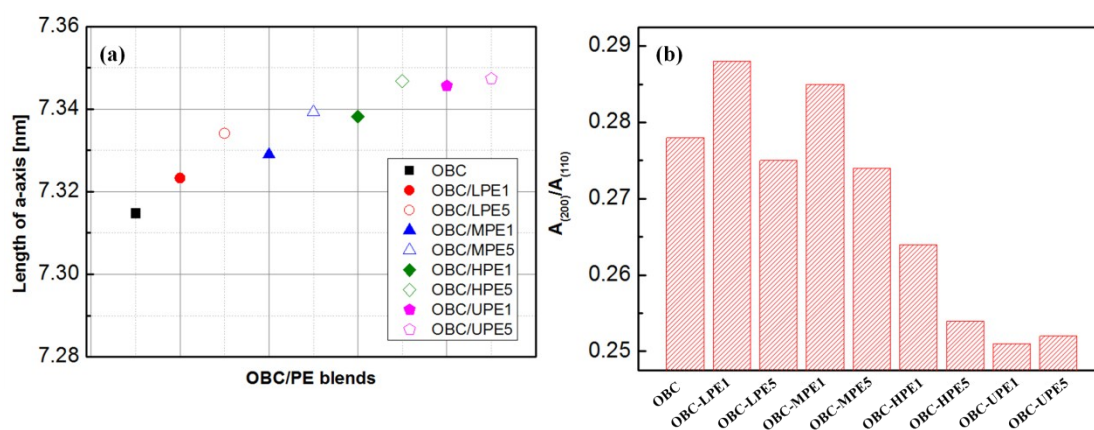 (a)
Length of a-axis [nm]
7.36
7.34
7.32
7.30
7.28
OBC
OBC/LPE1
OBC/LPE5
OBC/MPE1
OBC/MPE5
OBC/HPE1
OBC/HPE5
OBC/UPE1
OBC/UPE5
OBC/PE blends
(b)
A(200)/A(110)
0.29
0.28
0.27
0.26
0.25
OBC
OBC-LPE1
OBC-LPE5
OBC-MPE1
OBC-MPE5
OBC-HPE1
OBC-HPE5
OBC-UPE1
OBC-UPE5